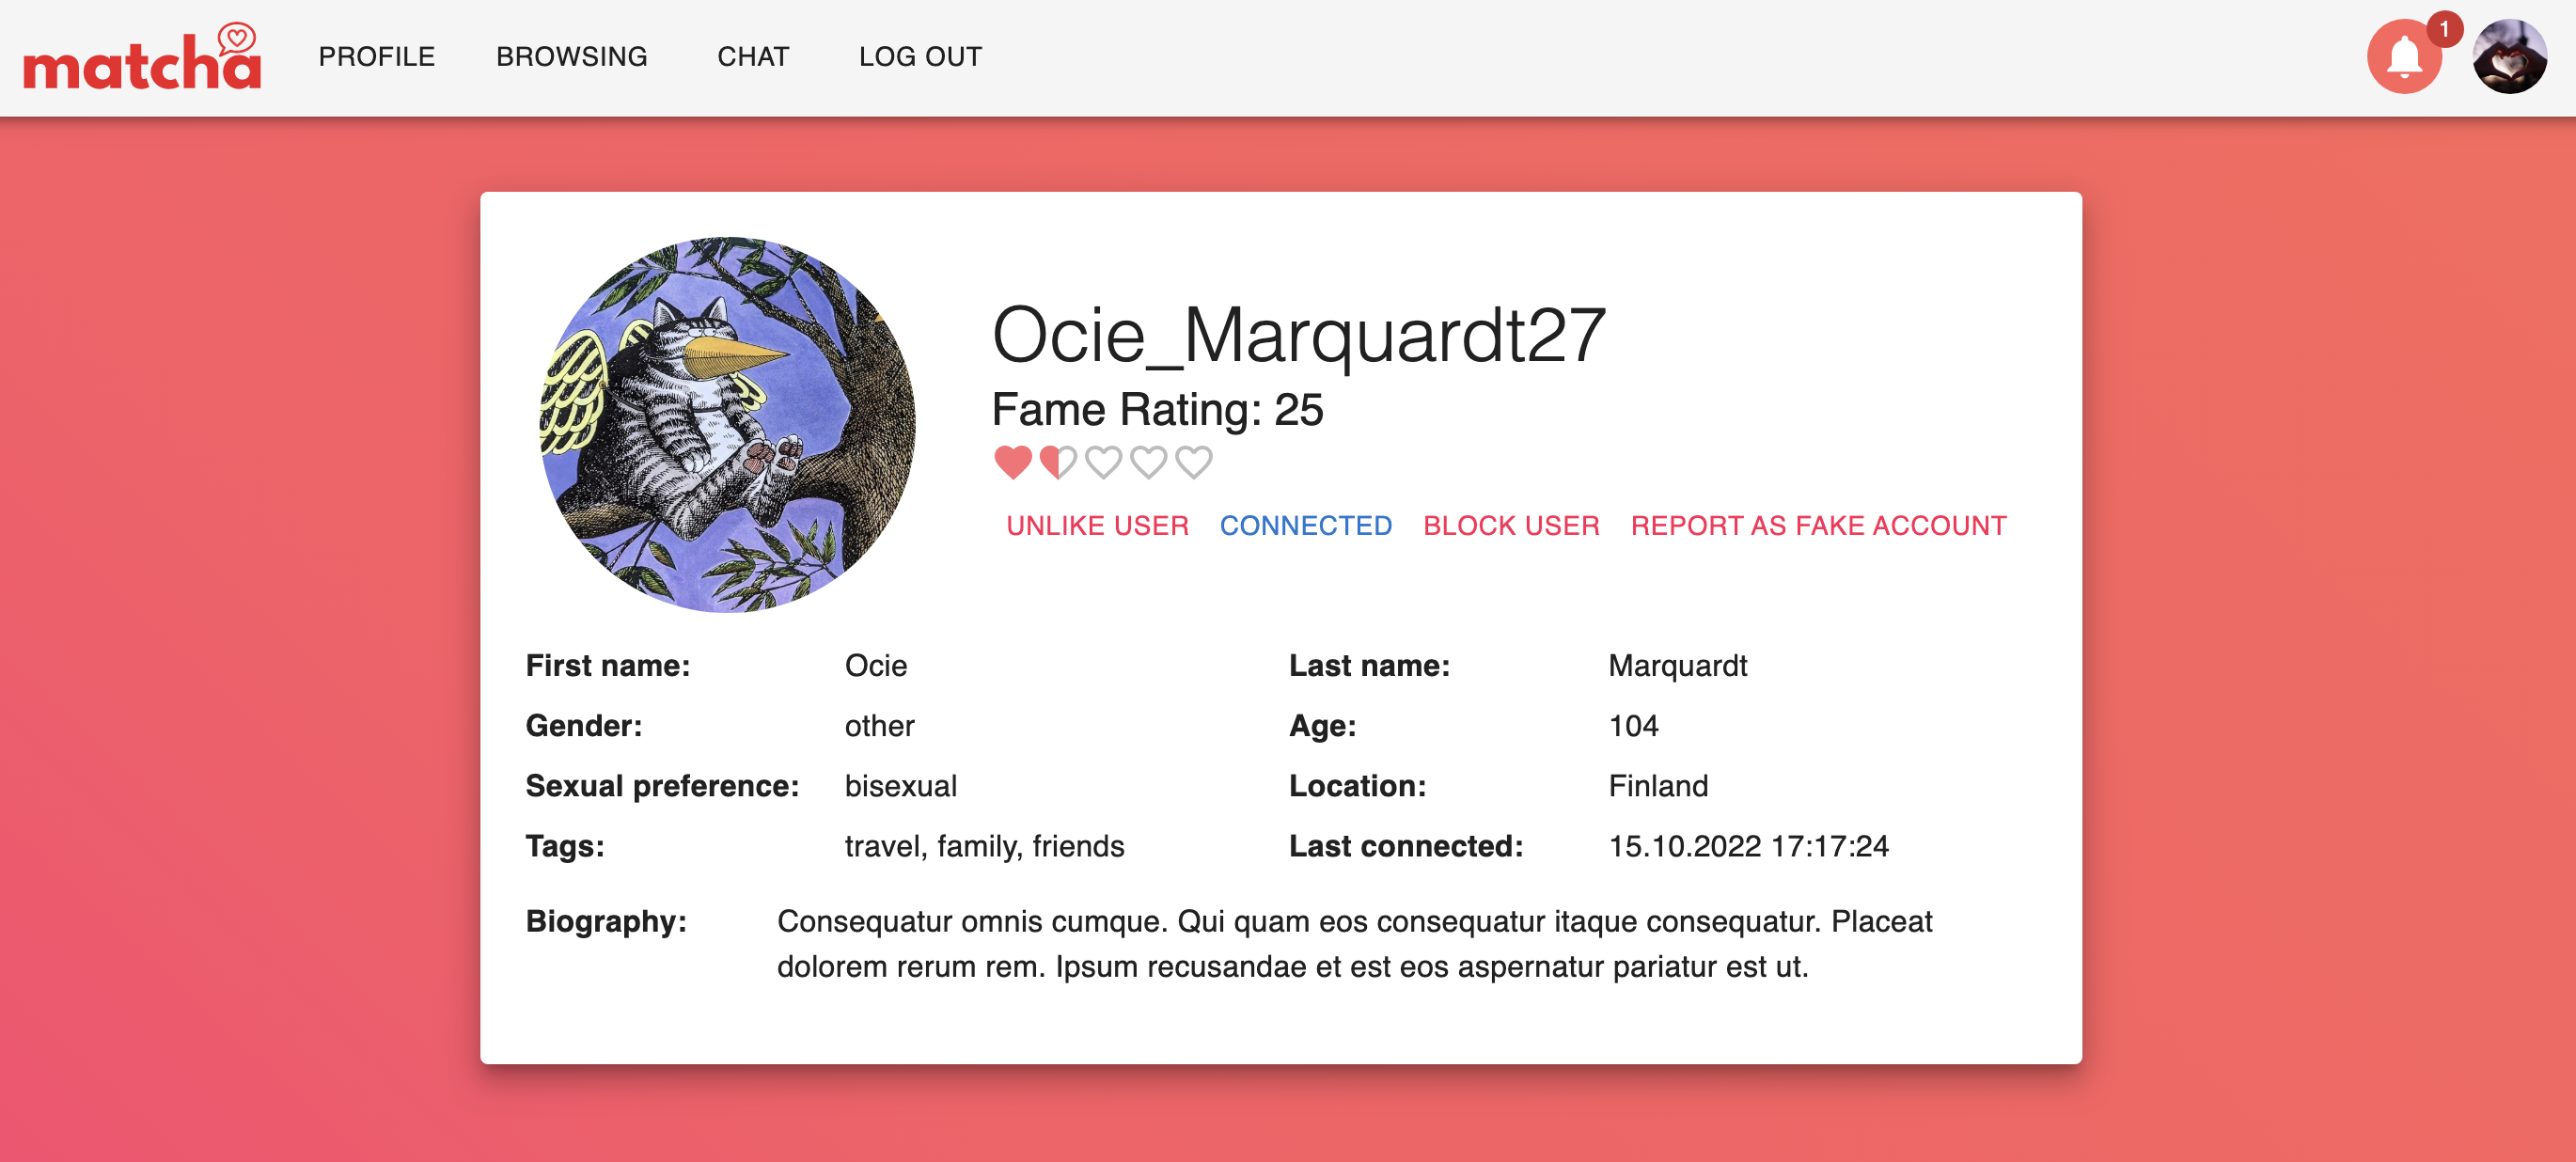 matcha PROFILE BROWSING CHAT LOG OUT 1
Ocie_Marquardt27
Fame Rating: 25
UNLIKE USER CONNECTED BLOCK USER REPORT AS FAKE ACCOUNT
First name: Ocie Last name: Marquardt
Gender: other Age: 104
Sexual preference: bisexual Location: Finland
Tags: travel, family, friends Last connected: 15.10.2022 17:17:24
Biography: Consequatur omnis cumque. Qui quam eos consequatur itaque consequatur. Placeat
dolorem rerum rem. Ipsum recusandae et est eos aspernatur pariatur est ut.